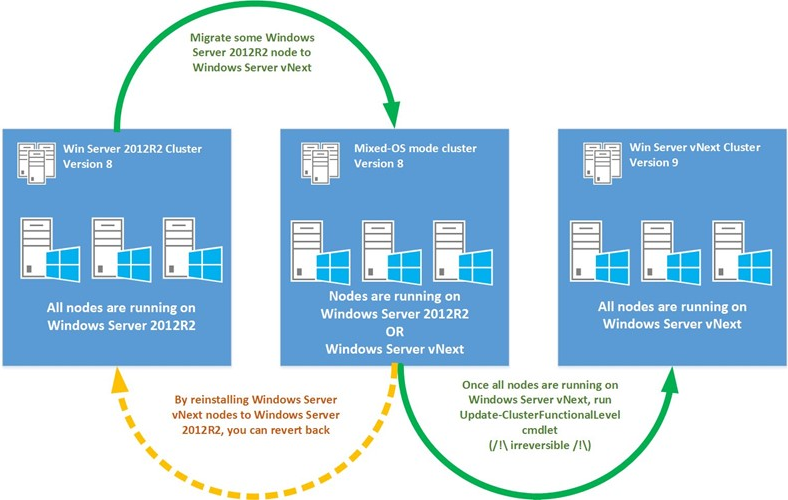 Migrate some Windows
Server 2012R2 node to
Windows Server vNext
Win Server 2012R2 Cluster
Version 8
All nodes are running on
Windows Server 2012R2
Mixed-OS mode cluster
Version 8
Nodes are running on
Windows Server 2012R2
OR
Windows Server vNext
Win Server vNext Cluster
Version 9
All nodes are running on
Windows Server vNext
By reinstalling Windows Server
vNext nodes to Windows Server
2012R2, you can revert back
Once all nodes are running on
Windows Server vNext, run
Update-ClusterFunctionalLevel
cmdlet
(/!\ irreversible /!\)